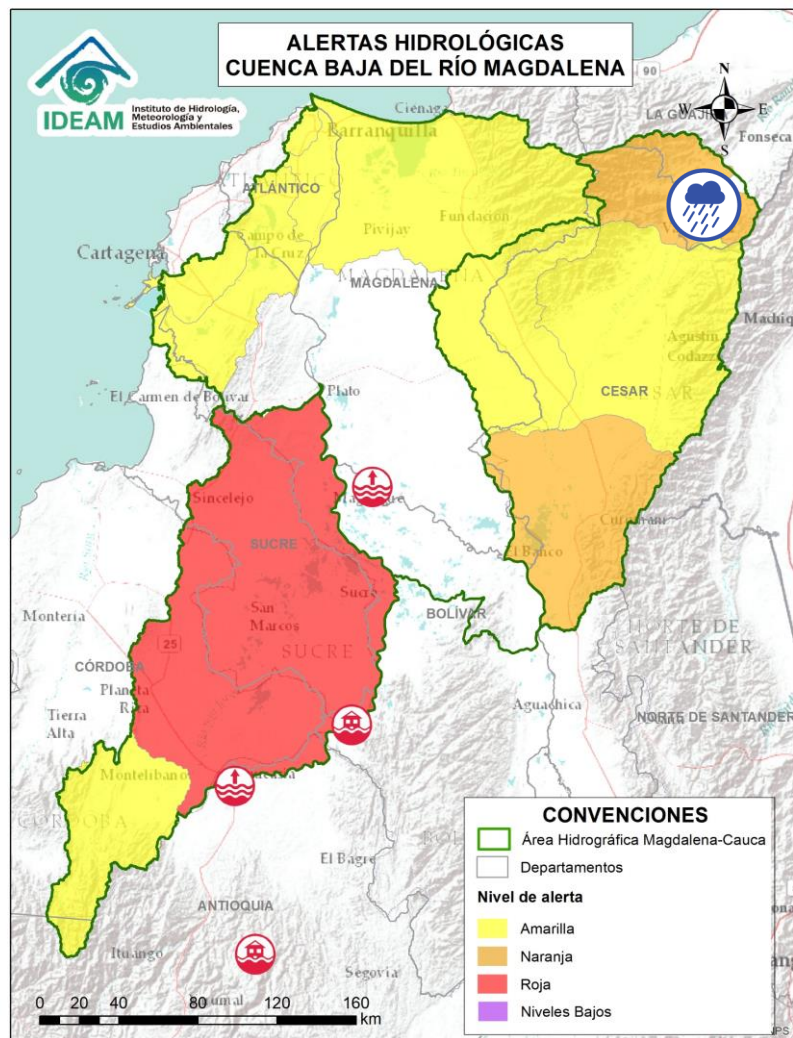 ALERTAS HIDROLÓGICAS
CUENCA BAJA DEL RÍO MAGDALENA
IDEAM
Instituto de Hidrología,
Meteorología y
Estudios Ambientales
90
N
W
E
S
LA GUAJIRA
Fonseca
Ciénaga
Barranquilla
ATLÁNTICO
Cartagena
Campo de
la Cruz
Pivijay
Fundación
MAGDALENA
MAGDALENA
Agustín
Codazzi
CESAR
El Carmen de Bolívar
Plato
Sincelejo
SUCRE
Curumaní
El Banco
Sucre
BOLÍVAR
San
Marcos
SUCRE
Montería
25
CÓRDOBA
Planeta
Rica
Tierra
Alta
NORTE DE
SANTANDER
Aguachica
NORTE DE SANTANDER
Montelíbano
CÓRDOBA
El Bagre
ANTIOQUIA
Ituango
Segovia
0 10 20 40 80 120 160
km
CONVENCIONES
Área Hidrográfica Magdalena-Cauca
Departamentos
Nivel de alerta
Amarilla
Naranja
Roja
Niveles Bajos